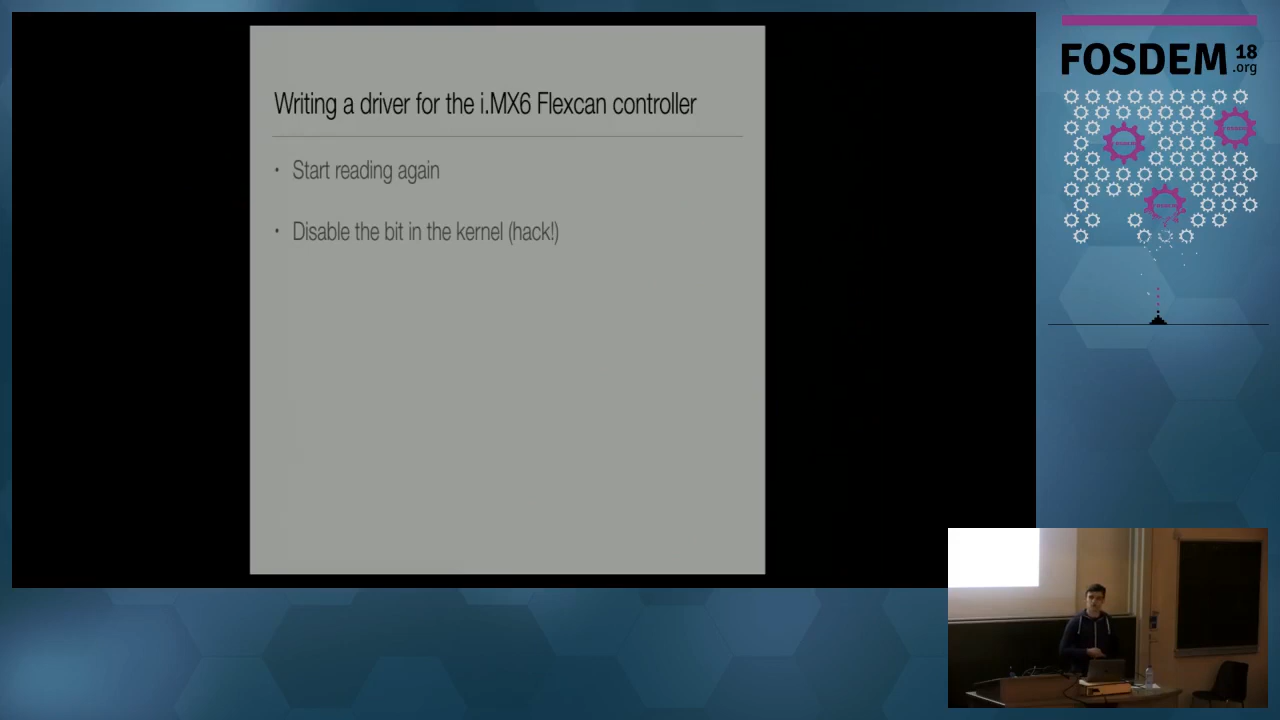 Writing a driver for the i.MX6 Flexcan controller
• Start reading again
• Disable the bit in the kernel (hack!)
FOSDEM 18
.org